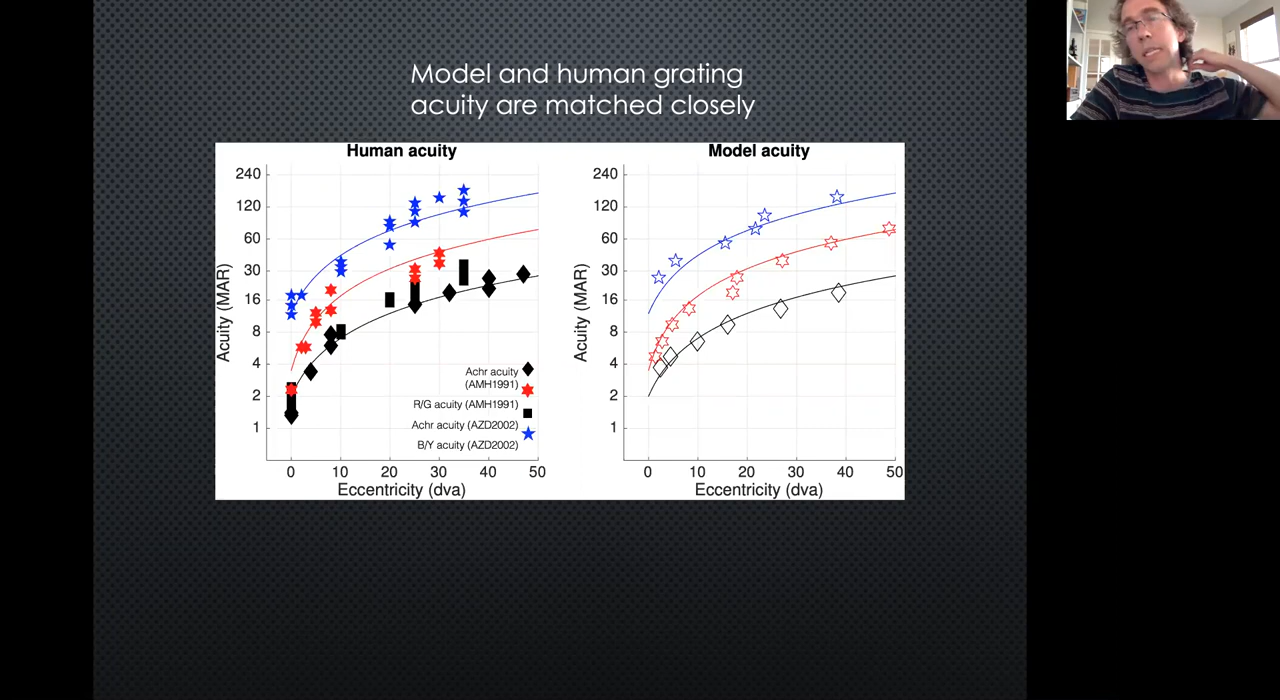 Model and human grating
acuity are matched closely
Human acuity
240
120
60
30
16
8
4
2
1
Acuity (MAR)
0 10 20 30 40 50
Eccentricity (dva)
Achr acuity
(AMH1991)
R/G acuity (AMH1991)
Achr acuity (AZD2002)
B/Y acuity (AZD2002)
Model acuity
240
120
60
30
16
8
4
2
1
Acuity (MAR)
0 10 20 30 40 50
Eccentricity (dva)